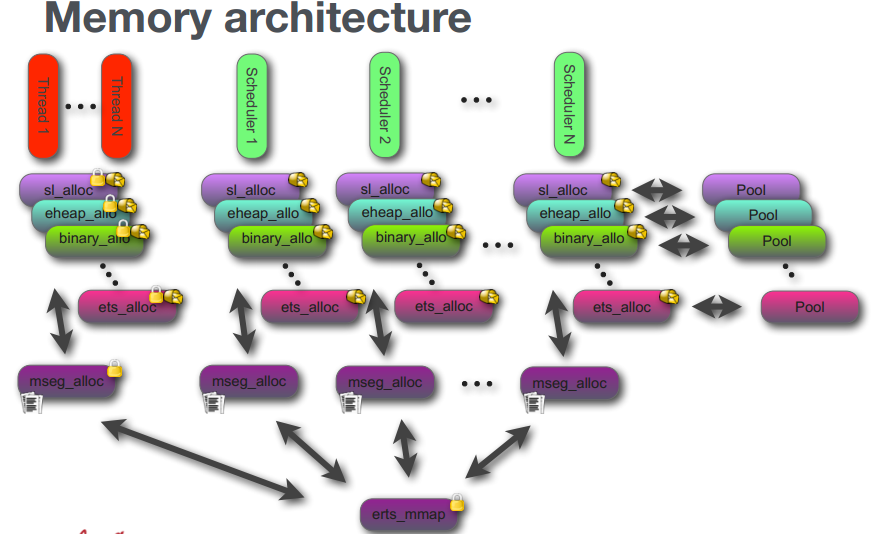 Memory architecture
Thread 1
...
Thread N
Scheduler 1
Scheduler 2
...
Scheduler N
sl_alloc
eheap_allo
binary_allo
ets_alloc
sl_alloc
eheap_allo
binary_allo
ets_alloc
sl_alloc
eheap_allo
binary_allo
ets_alloc
...
sl_alloc
eheap_allo
binary_allo
ets_alloc
Pool
Pool
Pool
Pool
mseg_alloc
mseg_alloc
mseg_alloc
...
mseg_alloc
erts_mmap